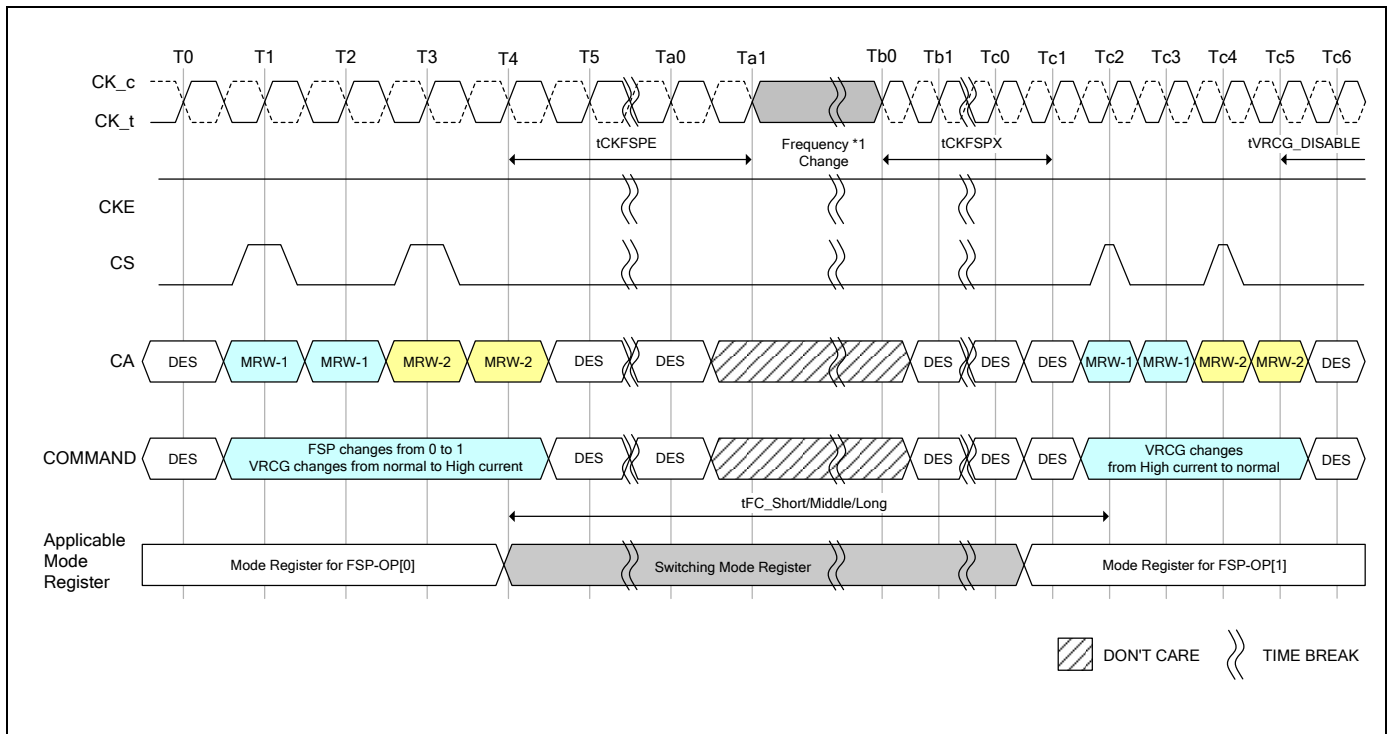 T0 T1 T2 T3 T4 T5 Ta0 Ta1 Tb0 Tb1 Tc0 Tc1 Tc2 Tc3 Tc4 Tc5 Tc6
CK_c
CK_t
tCKFSPE
Frequency *1
Change
tCKFSPX
tVRCG_DISABLE
CKE
CS
CA
DES MRW-1 MRW-1 MRW-2 MRW-2 DES DES DES DES DES MRW-1 MRW-1 MRW-2 MRW-2 DES
COMMAND
DES
FSP changes from 0 to 1
VRCG changes from normal to High current
DES DES DES DES DES
VRCG changes
from High current to normal
DES
tFC_Short/Middle/Long
Applicable
Mode
Register
Mode Register for FSP-OP[0]
Switching Mode Register
Mode Register for FSP-OP[1]
DON'T CARE
TIME BREAK